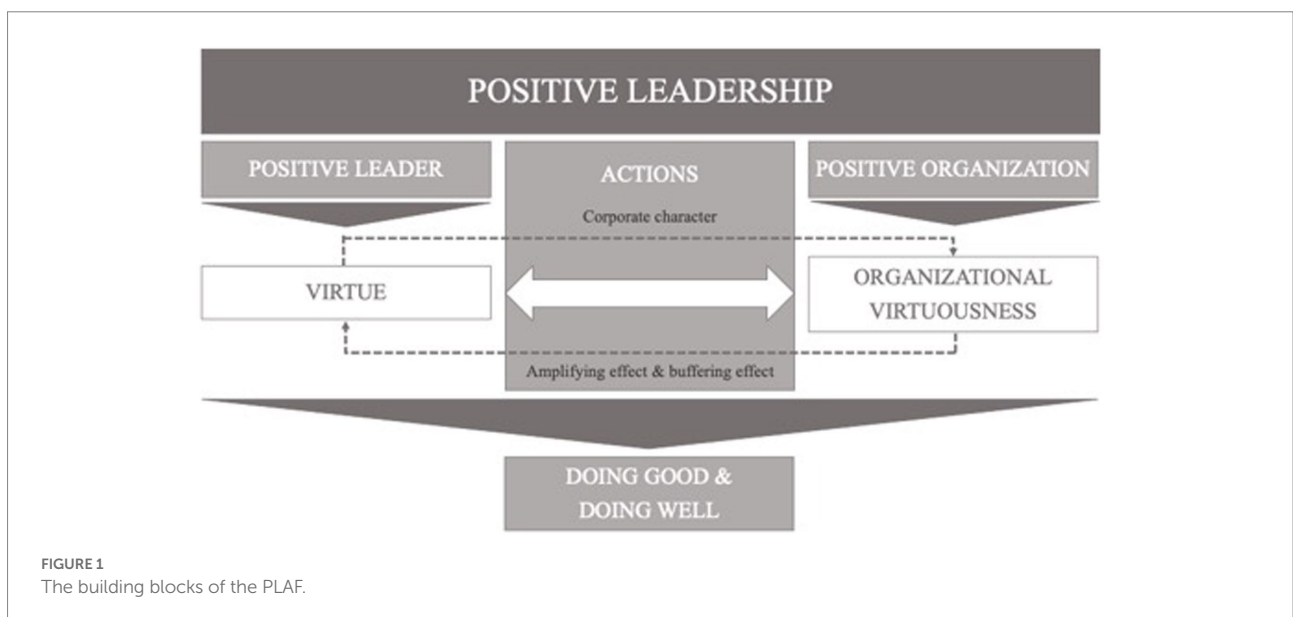 POSITIVE LEADERSHIP
POSITIVE LEADER
ACTIONS
POSITIVE ORGANIZATION
Corporate character
VIRTUE
ORGANIZATIONAL
VIRTUOUSNESS
Amplifying effect & buffering effect
DOING GOOD &
DOING WELL
FIGURE 1
The building blocks of the PLAF.